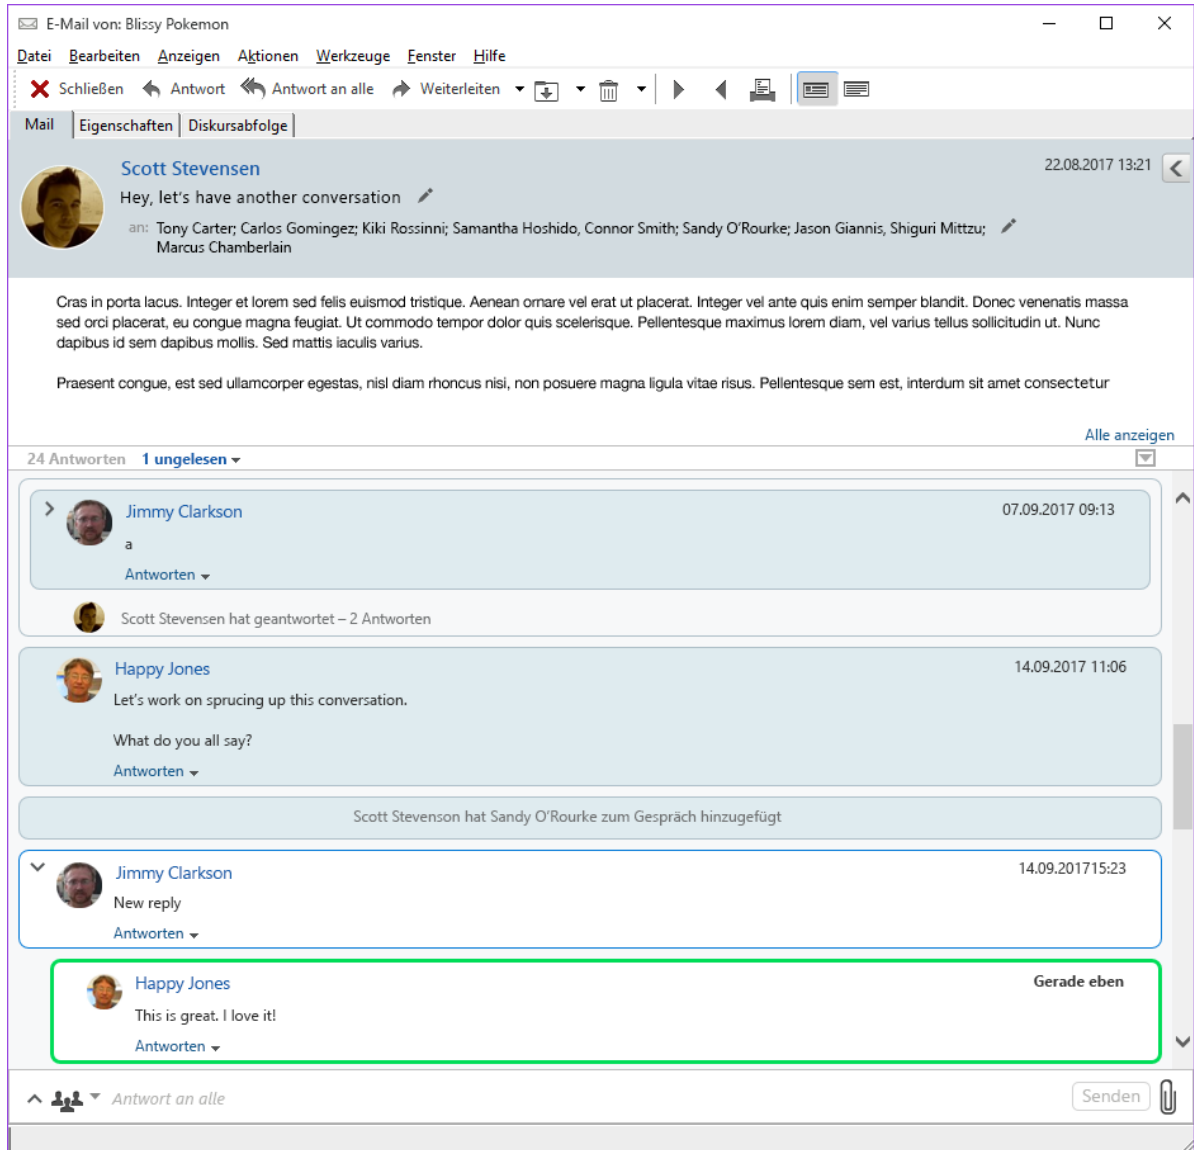 E-Mail von: Blissy Pokemon
Datei Bearbeiten Anzeigen Aktionen Werkzeuge Fenster Hilfe
Schließen Antwort Antwort an alle Weiterleiten
Mail Eigenschaften Diskursabfolge
Scott Stevensen 22.08.2017 13:21
Hey, let's have another conversation
an: Tony Carter; Carlos Gomingez; Kiki Rossinni; Samantha Hoshido, Connor Smith; Sandy O'Rourke; Jason Giannis, Shiguri Mittzu;
Marcus Chamberlain
Cras in porta lacus. Integer et lorem sed felis euismod tristique. Aenean ornare vel erat ut placerat. Integer vel ante quis enim semper blandit. Donec venenatis massa
sed orci placerat, eu congue magna feugiat. Ut commodo tempor dolor quis scelerisque. Pellentesque maximus lorem diam, vel varius tellus sollicitudin ut. Nunc
dapibus id sem dapibus mollis. Sed mattis iaculis varius.
Praesent congue, est sed ullamcorper egestas, nisl diam rhoncus nisi, non posuere magna ligula vitae risus. Pellentesque sem est, interdum sit amet consectetur
Alle anzeigen
24 Antworten 1 ungelesen
Jimmy Clarkson 07.09.2017 09:13
a
Antworten
Scott Stevensen hat geantwortet – 2 Antworten
Happy Jones 14.09.2017 11:06
Let's work on sprucing up this conversation.
What do you all say?
Antworten
Scott Stevenson hat Sandy O'Rourke zum Gespräch hinzugefügt
Jimmy Clarkson 14.09.201715:23
New reply
Antworten
Happy Jones Gerade eben
This is great. I love it!
Antworten
Antwort an alle Senden